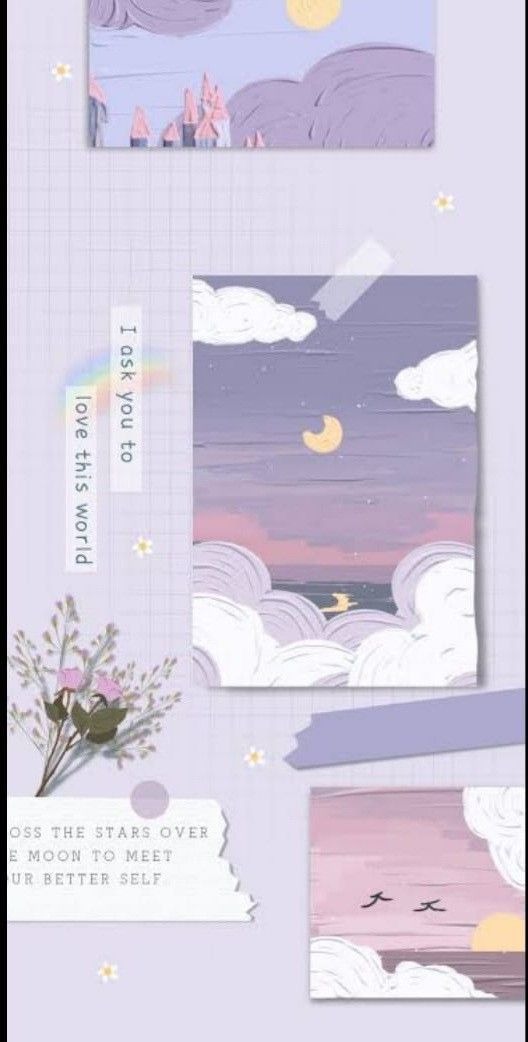 I ask you to
love this world
OSS THE STARS OVER
E MOON TO MEET
UR BETTER SELF